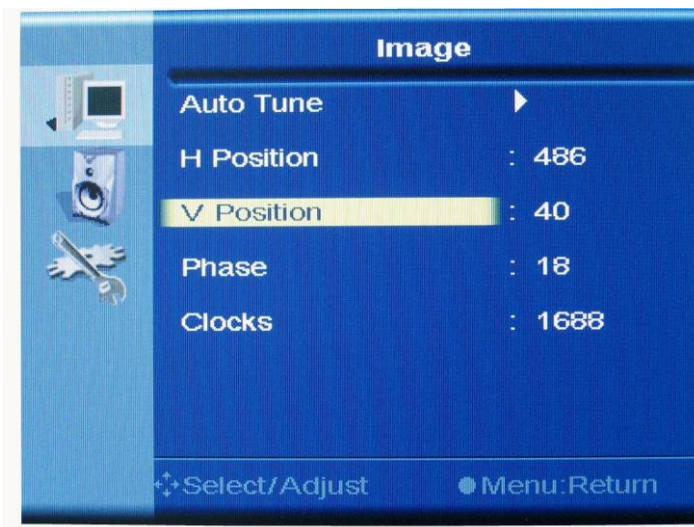 Image
Auto Tune
H Position : 486
V Position : 40
Phase : 18
Clocks : 1688
Select/Adjust Menu:Return